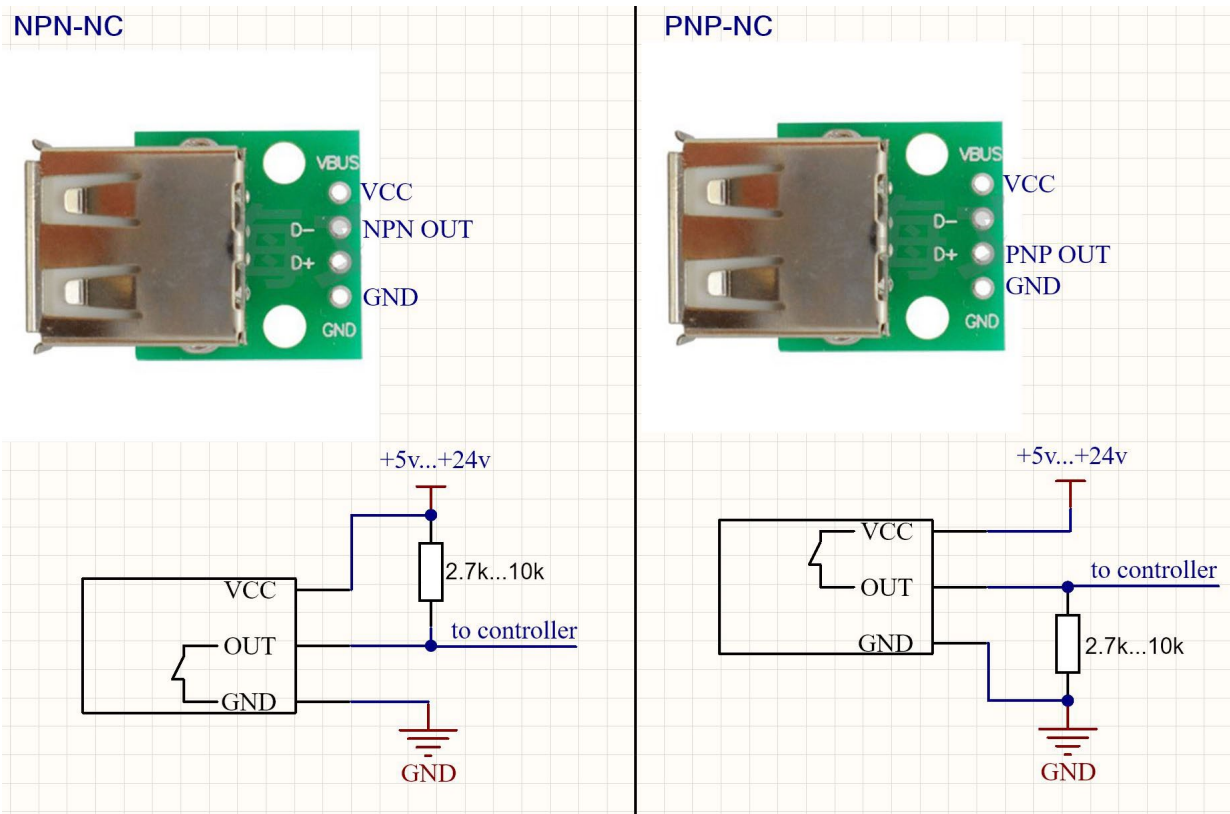 NPN-NC
VBUS
VCC
D-
NPN OUT
D+
GND
GND
+5v...+24v
2.7k...10k
VCC
to controller
OUT
GND
GND
PNP-NC
VBUS
VCC
D-
D+
PNP OUT
GND
GND
+5v...+24v
VCC
to controller
OUT
GND
2.7k...10k
GND